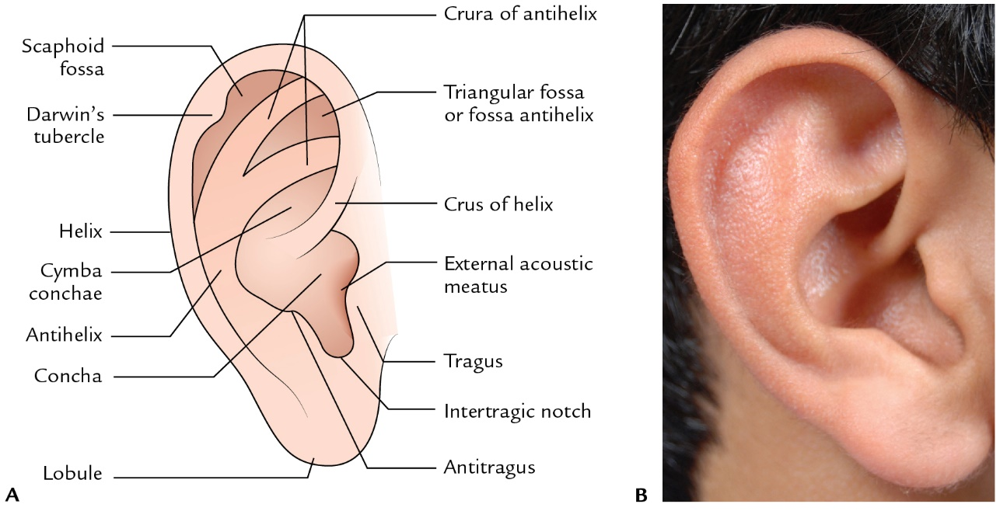 Crura of antihelix
Scaphoid
fossa
Triangular fossa
or fossa antihelix
Darwin's
tubercle
Crus of helix
Helix
External acoustic
meatus
Cymba
conchae
Antihelix
Tragus
Concha
Intertragic notch
Antitragus
Lobule
A
B